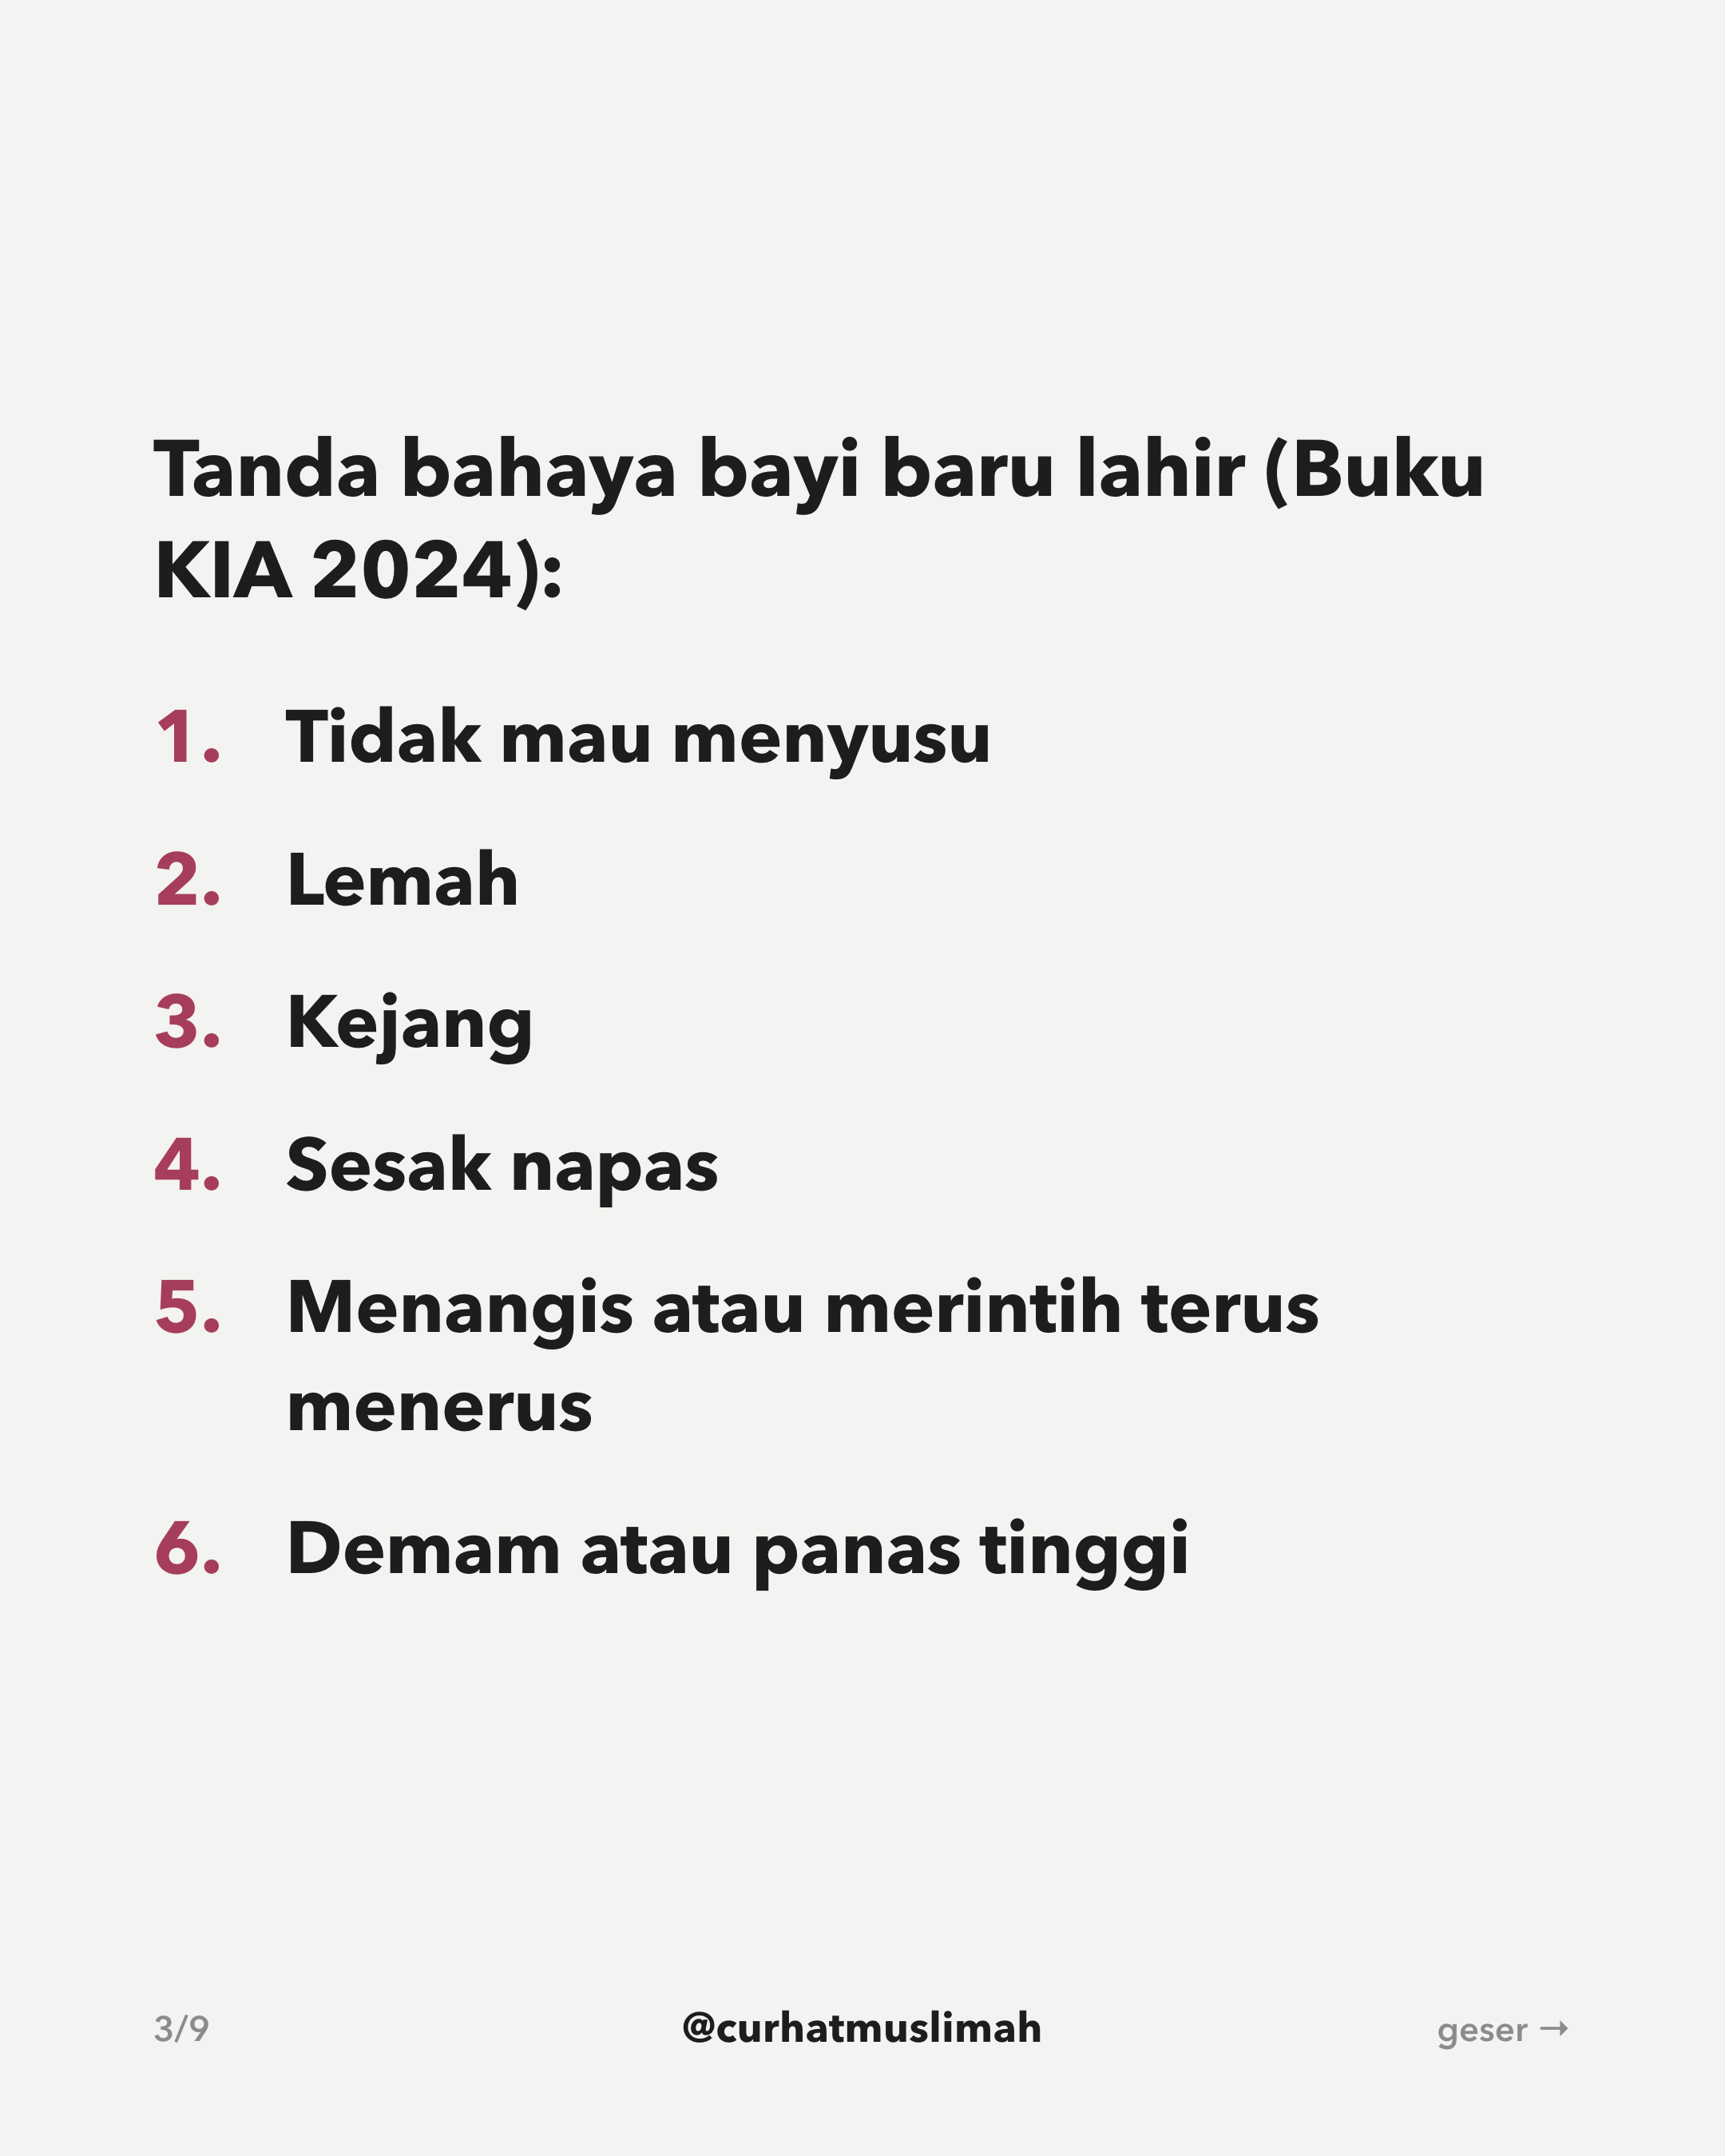 Tanda bahaya bayi baru lahir (Buku
KIA 2024):
1. Tidak mau menyusu
2. Lemah
3. Kejang
4. Sesak napas
5. Menangis atau merintih terus
menerus
6. Demam atau panas tinggi
3/9 @curhatmuslimah geser →